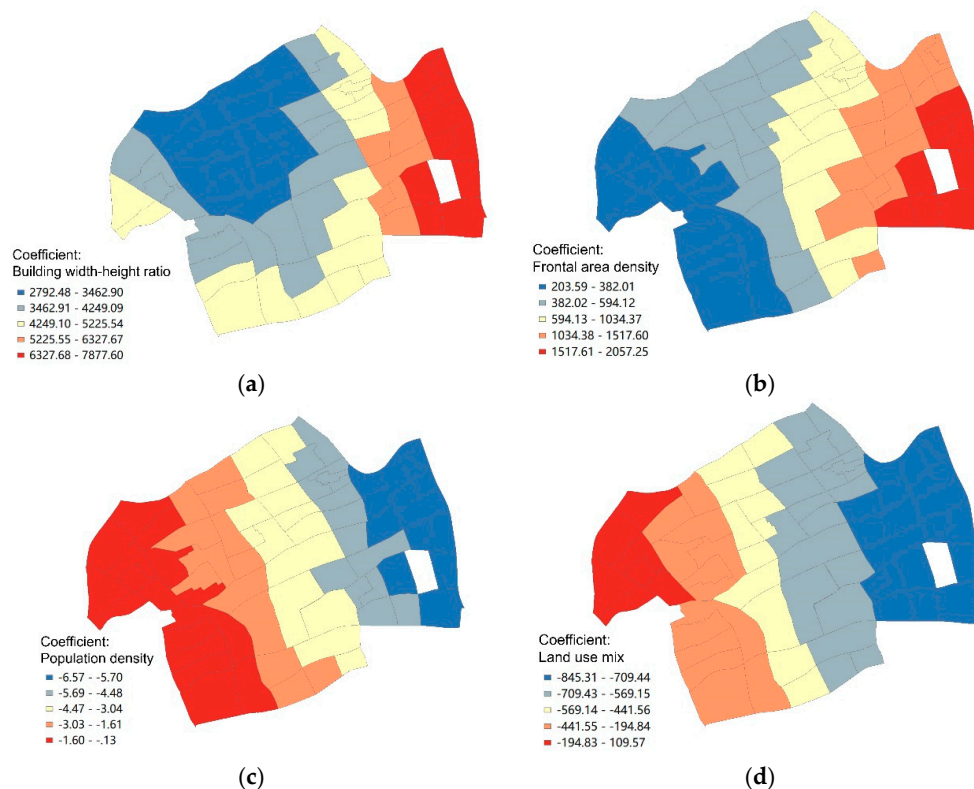 Coefficient:
Building width-height ratio
2792.48 - 3462.90
3462.91 - 4249.09
4249.10 - 5225.54
5225.55 - 6327.67
6327.68 - 7877.60
(a)
Coefficient:
Frontal area density
203.59 - 382.01
382.02 - 594.12
594.13 - 1034.37
1034.38 - 1517.60
1517.61 - 2057.25
(b)
Coefficient:
Population density
-6.57 - -5.70
-5.69 - -4.48
-4.47 - -3.04
-3.03 - -1.61
-1.60 - -.13
(c)
Coefficient:
Land use mix
-845.31 - -709.44
-709.43 - -569.15
-569.14 - -441.56
-441.55 - -194.84
-194.83 - 109.57
(d)